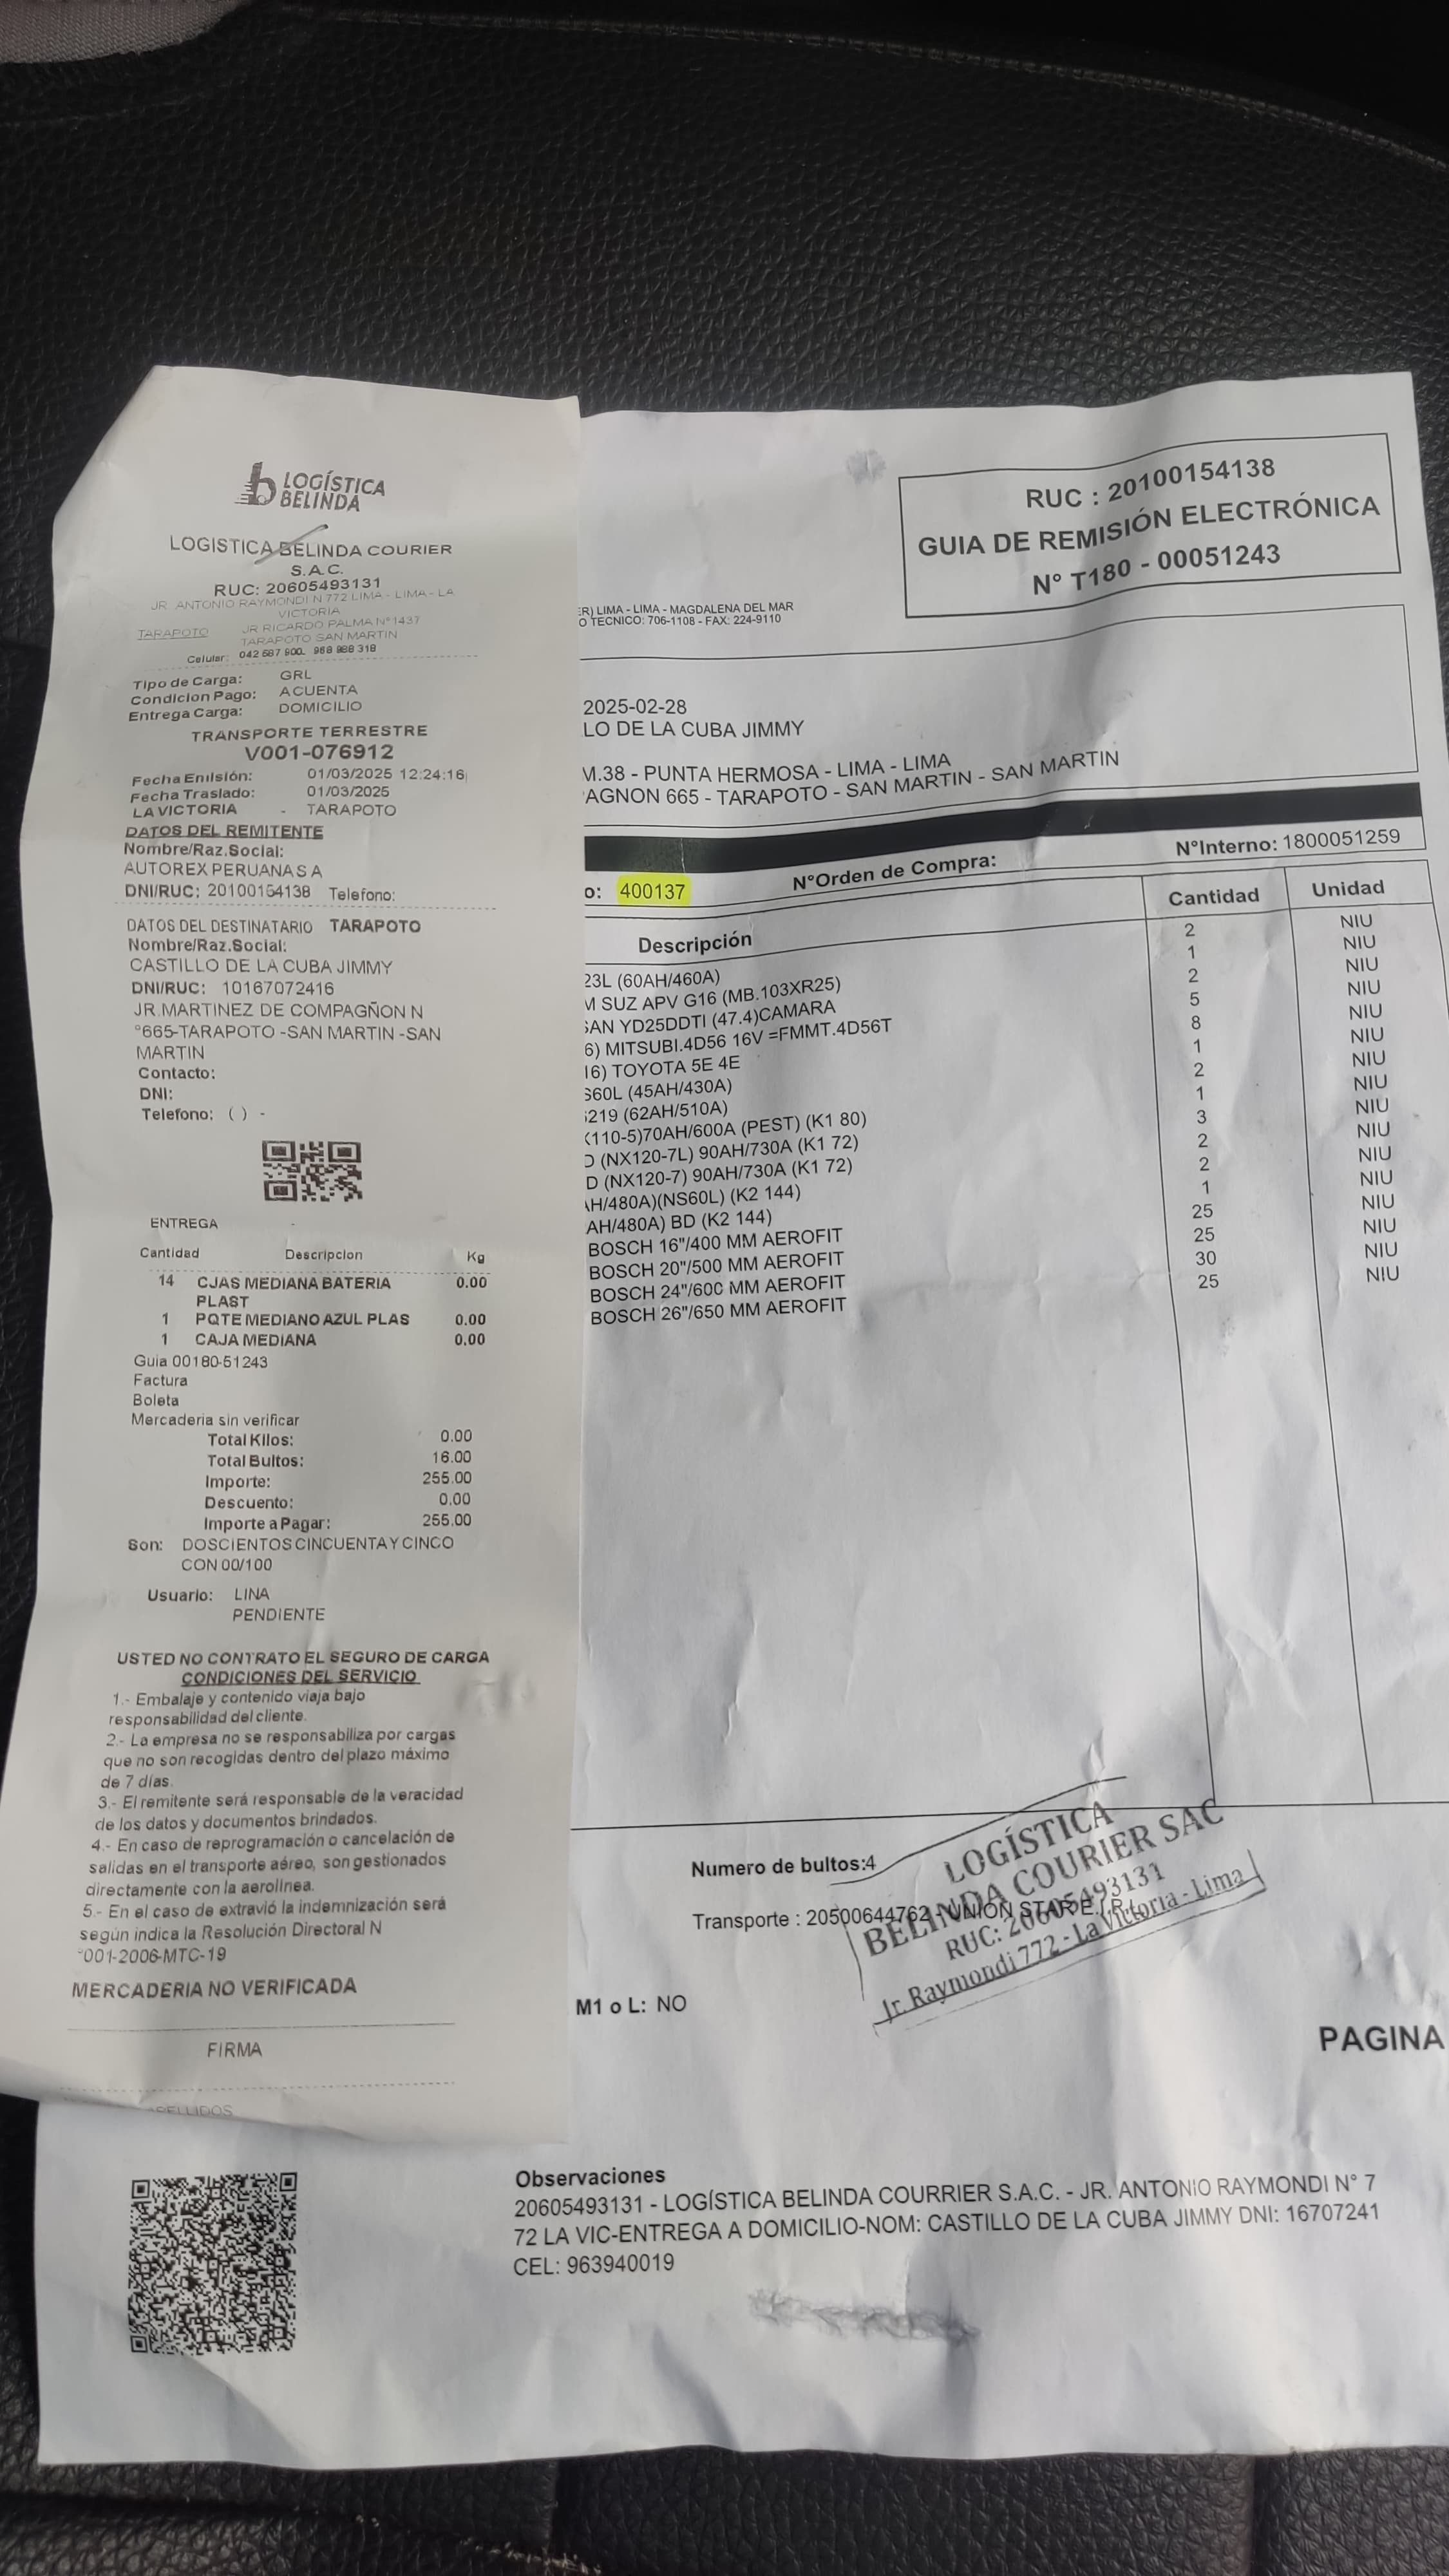 LOGÍSTICA
BELINDA
LOGISTICA BELINDA COURIER
S.A.C.
RUC: 20605493131
JR. ANTONIO RAYMONDI N 772 LIMA - LIMA - LA
VICTORIA
TARAPOTO JR RICARDO PALMA N°1437
TARAPOTO SAN MARTIN
Celular: 042 687 900. 968 988 318
Tipo de Carga: GRL
Condicion Pago: ACUENTA
Entrega Carga: DOMICILIO
TRANSPORTE TERRESTRE
V001-076912
Fecha Emilsión: 01/03/2025 12:24:16
Fecha Traslado: 01/03/2025
LA VICTORIA - TARAPOTO
DATOS DEL REMITENTE
Nombre/Raz.Social:
AUTOREX PERUANA S A
DNI/RUC: 20100154138 Telefono:
DATOS DEL DESTINATARIO TARAPOTO
Nombre/Raz.Social:
CASTILLO DE LA CUBA JIMMY
DNI/RUC: 10167072416
JR.MARTINEZ DE COMPAGÑON N
°665-TARAPOTO -SAN MARTIN -SAN
MARTIN
Contacto:
DNI:
Telefono: ( ) -
ENTREGA -
Cantidad Descripcion Kg
14 CJAS MEDIANA BATERIA 0.00
PLAST
1 PQTE MEDIANO AZUL PLAS 0.00
1 CAJA MEDIANA 0.00
Guia 00180-51243
Factura
Boleta
Mercaderia sin verificar
Total Kilos: 0.00
Total Bultos: 16.00
Importe: 255.00
Descuento: 0.00
Importe a Pagar: 255.00
Son: DOSCIENTOS CINCUENTA Y CINCO
CON 00/100
Usuario: LINA
PENDIENTE
USTED NO CONTRATO EL SEGURO DE CARGA
CONDICIONES DEL SERVICIO
1.- Embalaje y contenido viaja bajo
responsabilidad del cliente.
2.- La empresa no se responsabiliza por cargas
que no son recogidas dentro del plazo máximo
de 7 días.
3.- El remitente será responsable de la veracidad
de los datos y documentos brindados.
4.- En caso de reprogramación o cancelación de
salidas en el transporte aéreo, son gestionados
directamente con la aerolínea.
5.- En el caso de extravió la indemnización será
según indica la Resolución Directoral N
°001-2006-MTC-19
MERCADERIA NO VERIFICADA
FIRMA
RUC : 20100154138
GUIA DE REMISIÓN ELECTRÓNICA
N° T180 - 00051243
ER) LIMA - LIMA - MAGDALENA DEL MAR
O TECNICO: 706-1108 - FAX: 224-9110
2025-02-28
LO DE LA CUBA JIMMY
M.38 - PUNTA HERMOSA - LIMA - LIMA
AGNON 665 - TARAPOTO - SAN MARTIN - SAN MARTIN
o: 400137 N°Orden de Compra: N°Interno: 1800051259
Descripción Cantidad Unidad
23L (60AH/460A) 2 NIU
M SUZ APV G16 (MB.103XR25) 1 NIU
SAN YD25DDTI (47.4)CAMARA 2 NIU
6) MITSUBI.4D56 16V =FMMT.4D56T 5 NIU
16) TOYOTA 5E 4E 8 NIU
S60L (45AH/430A) 1 NIU
219 (62AH/510A) 2 NIU
(110-5)70AH/600A (PEST) (K1 80) 1 NIU
D (NX120-7L) 90AH/730A (K1 72) 3 NIU
D (NX120-7) 90AH/730A (K1 72) 2 NIU
AH/480A)(NS60L) (K2 144) 2 NIU
AH/480A) BD (K2 144) 1 NIU
BOSCH 16"/400 MM AEROFIT 25 NIU
BOSCH 20"/500 MM AEROFIT 25 NIU
BOSCH 24"/600 MM AEROFIT 30 NIU
BOSCH 26"/650 MM AEROFIT 25 NIU
Numero de bultos:4
Transporte : 20500644762 - UNION STAR E.I.R.L
LOGÍSTICA
BELINDA COURIER SAC
RUC: 20605493131
Jr. Raymondi 772 - La Victoria - Lima
M1 o L: NO
PAGINA
Observaciones
20605493131 - LOGÍSTICA BELINDA COURRIER S.A.C. - JR. ANTONIO RAYMONDI N° 7
72 LA VIC-ENTREGA A DOMICILIO-NOM: CASTILLO DE LA CUBA JIMMY DNI: 16707241
CEL: 963940019